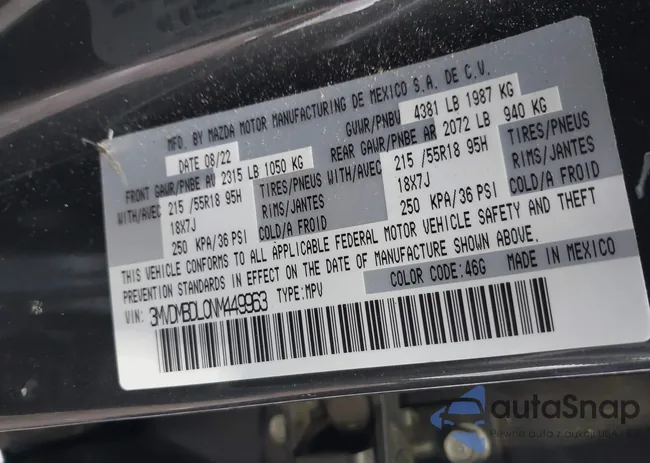 MFD. BY MAZDA MOTOR MANUFACTURING DE MEXICO S.A. DE C.V.
DATE 08/22 GVWR/PNBV 4381 LB 1987 KG
FRONT GAWR/PNBE AV 2315 LB 1050 KG REAR GAWR/PNBE AR 2072 LB 940 KG
WITH/AVEC 215 /55R18 95H TIRES/PNEUS WITH/AVEC 215 /55R18 95H TIRES/PNEUS
18X7J RIMS/JANTES 18X7J RIMS/JANTES
250 KPA/36 PSI COLD/A FROID 250 KPA/36 PSI COLD/A FROID
THIS VEHICLE CONFORMS TO ALL APPLICABLE FEDERAL MOTOR VEHICLE SAFETY AND THEFT
PREVENTION STANDARDS IN EFFECT ON THE DATE OF MANUFACTURE SHOWN ABOVE.
COLOR CODE:46G MADE IN MEXICO
VIN: 3MVDMBDL0NM449963 TYPE:MPV
autaSnap
Pewne auta z aukcji USA